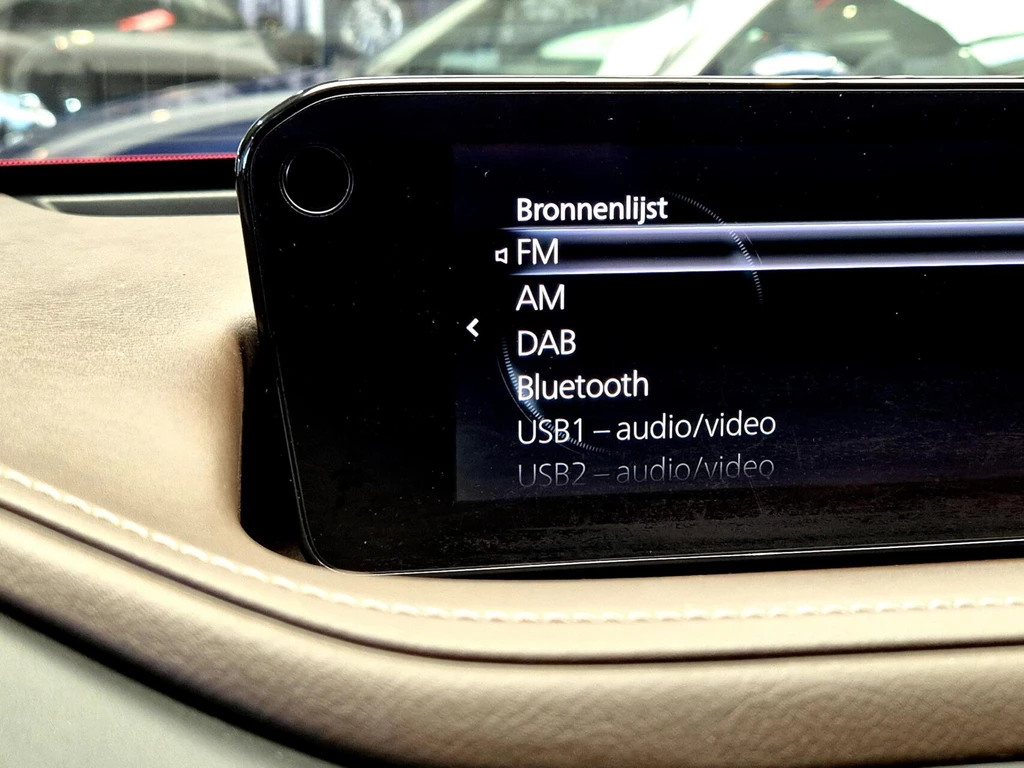 Bronnenlijst
FM
AM
DAB
Bluetooth
USB1 – audio/video
USB2 – audio/video